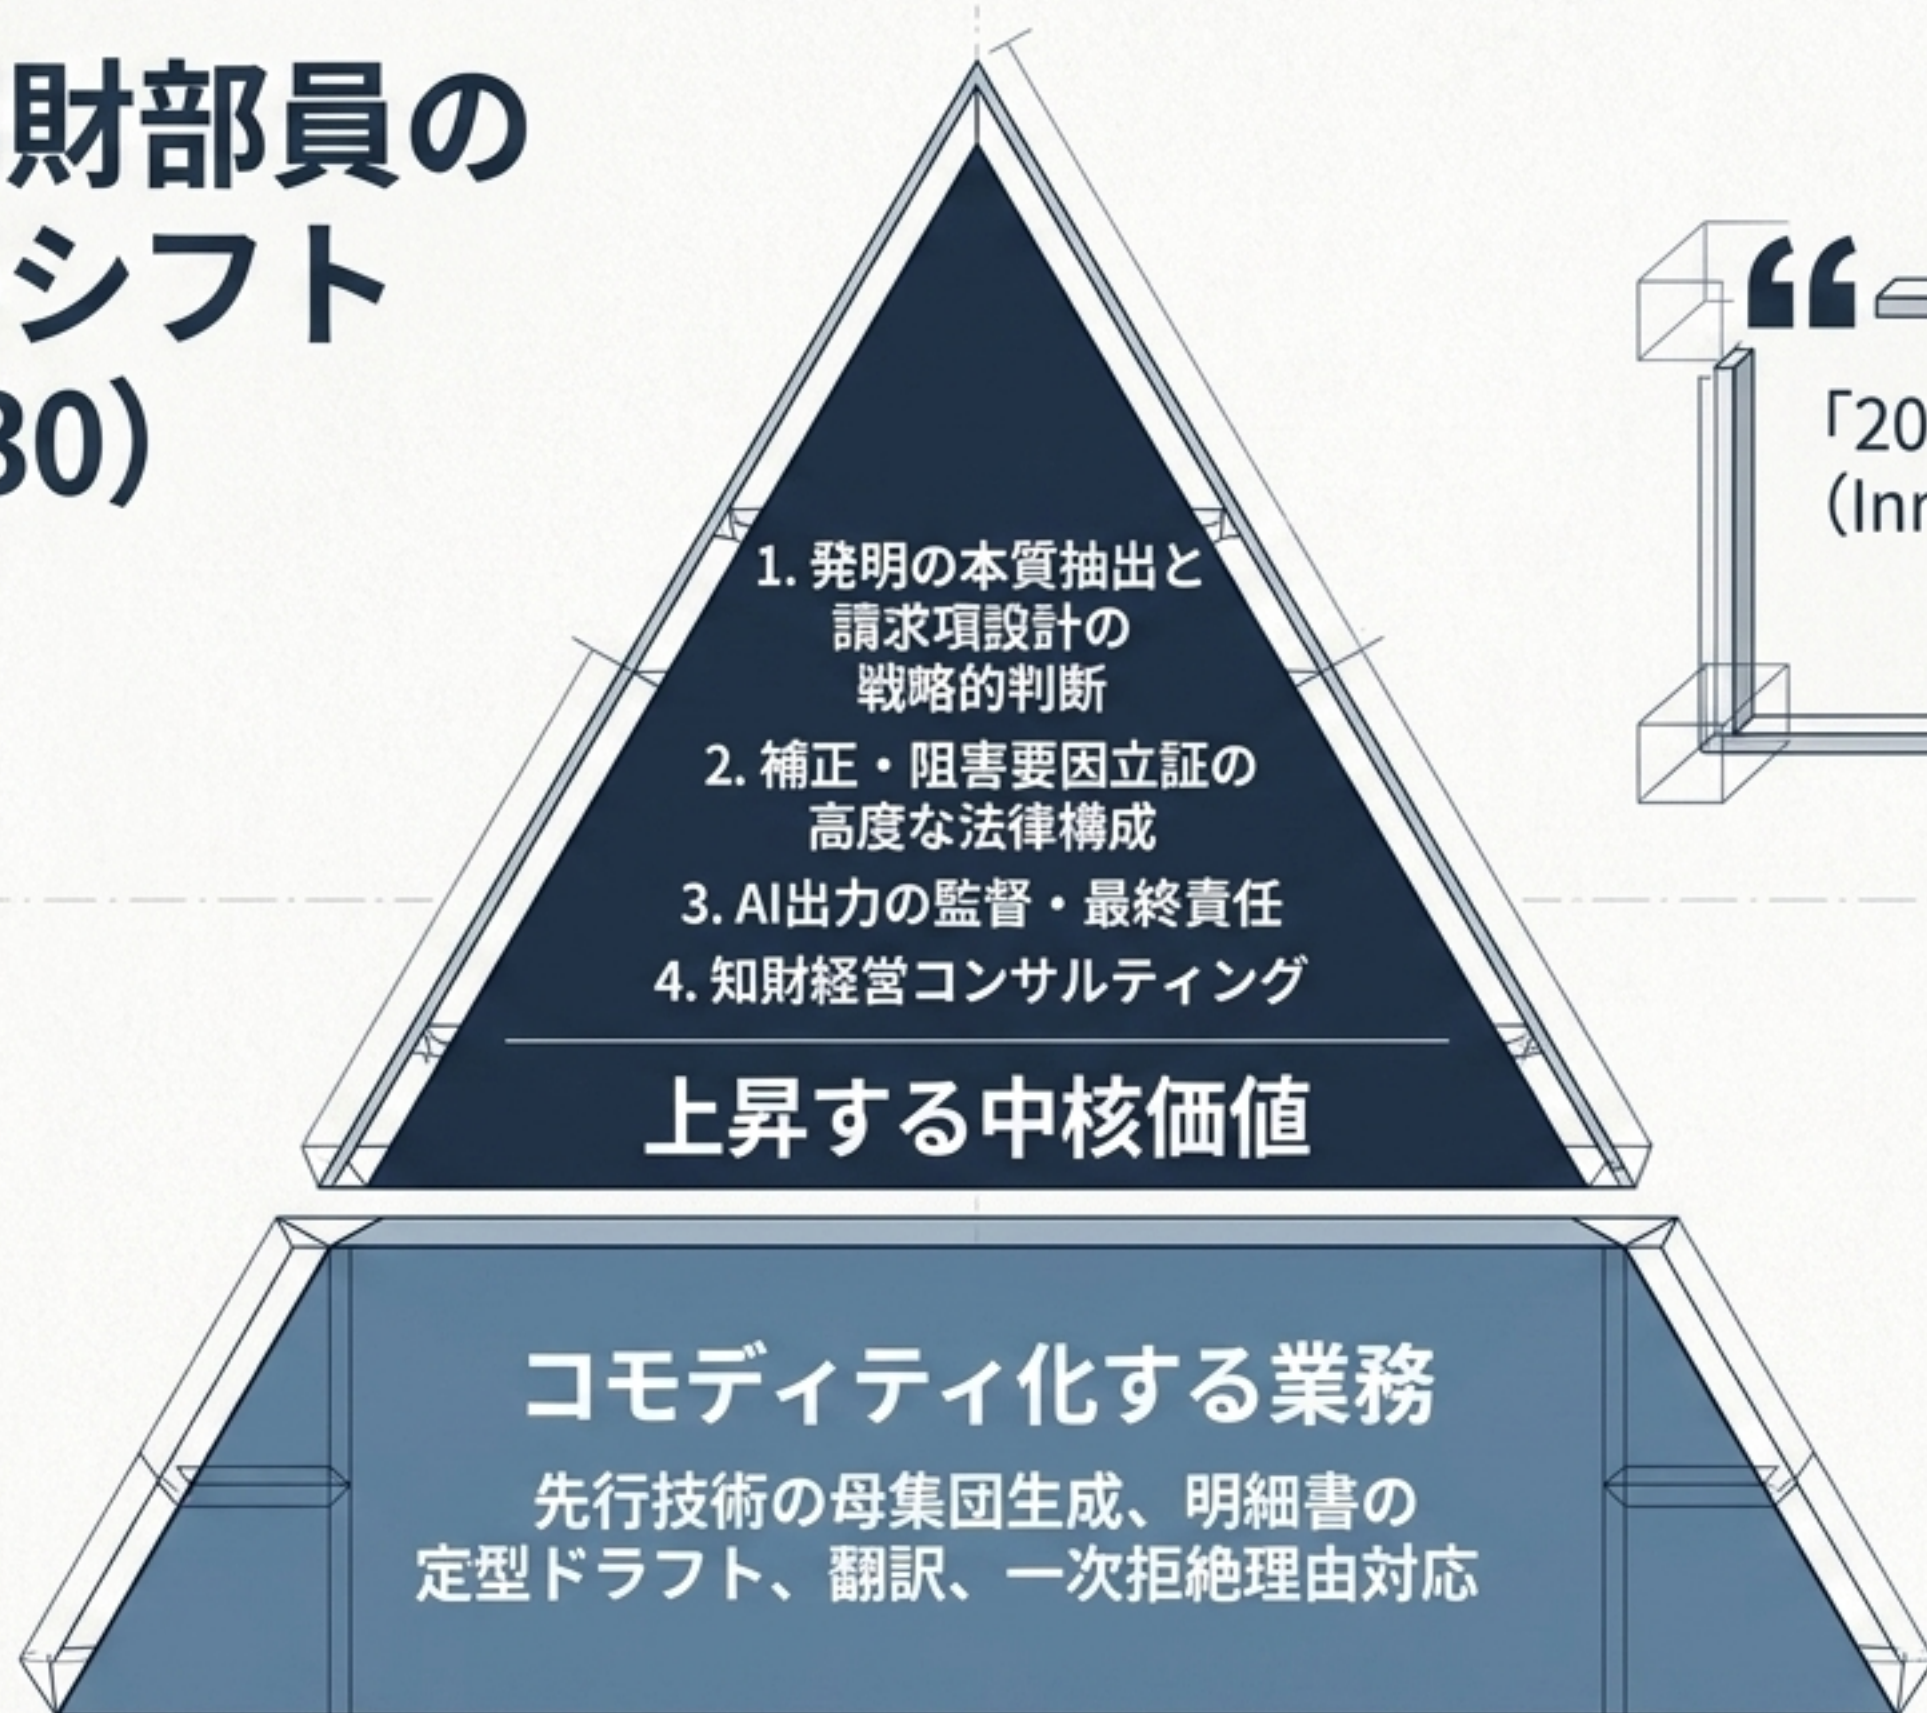 財部員の
シフト
30）
1. 発明の本質抽出と
請求項設計の
戦略的判断
2. 補正・阻害要因立証の
高度な法律構成
3. AI出力の監督・最終責任
4. 知財経営コンサルティング
上昇する中核価値
コモディティ化する業務
先行技術の母集団生成、明細書の
定型ドラフト、翻訳、一次拒絶理由対応
“
「20
（Inn